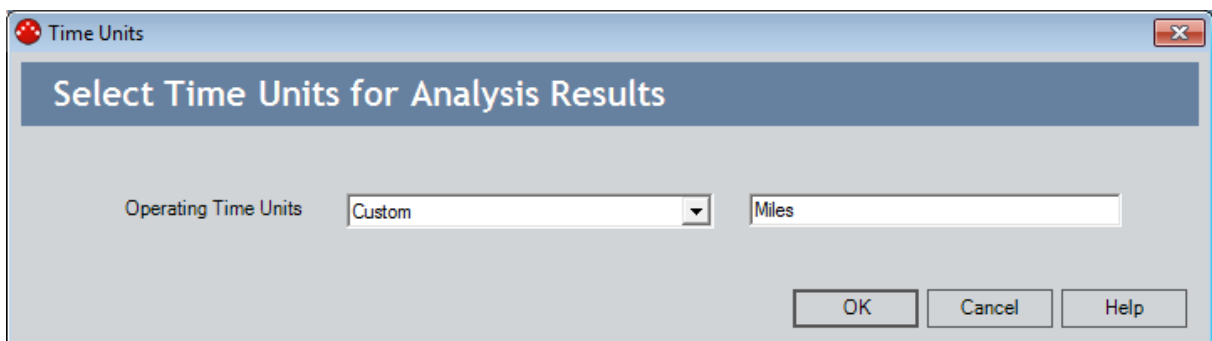 Time Units
Select Time Units for Analysis Results
Operating Time Units Custom Miles
OK Cancel Help